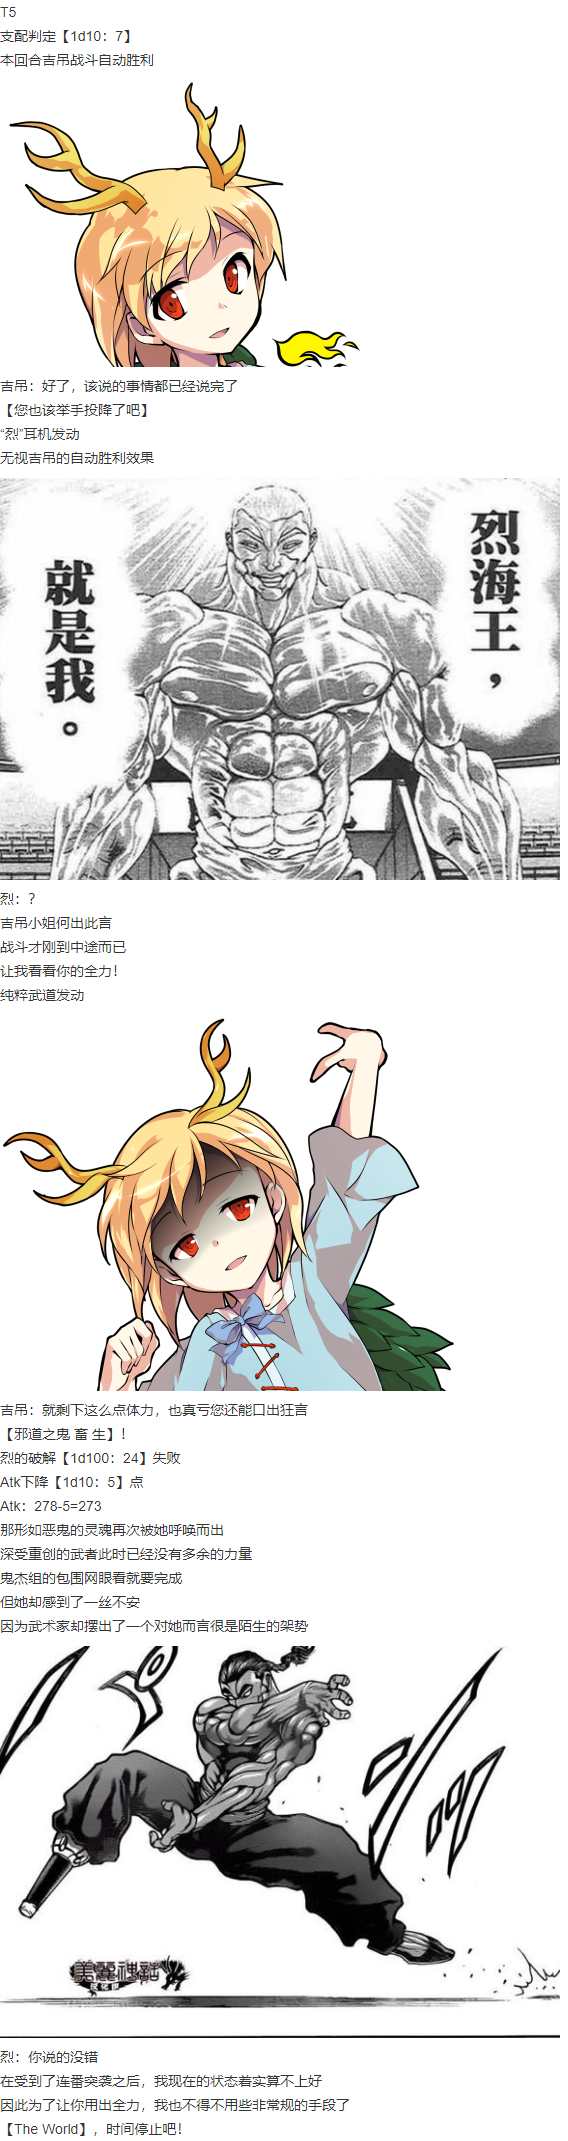 T5
支配判定【1d10：7】
本回合吉吊战斗自动胜利
吉吊：好了，该说的事情都已经说完了
【您也该举手投降了吧】
“烈”耳机发动
无视吉吊的自动胜利效果
烈海王，
就是我。
烈：？
吉吊小姐何出此言
战斗才刚到中途而已
让我看看你的全力！
纯粹武道发动
吉吊：就剩下这么点体力，也真亏您还能口出狂言
【邪道之鬼 畜 生】！
烈的破解【1d100：24】失败
Atk下降【1d10：5】点
Atk：278-5=273
那形如恶鬼的灵魂再次被她呼唤而出
深受重创的武者此时已经没有多余的力量
鬼杰组的包围网眼看就要完成
但她却感到了一丝不安
因为武术家却摆出了一个对她而言很是陌生的架势
美麗神話
烈：你说的没错
在受到了连番突袭之后，我现在的状态着实算不上好
因此为了让你用出全力，我也不得不用些非常规的手段了
【The World】，时间停止吧！